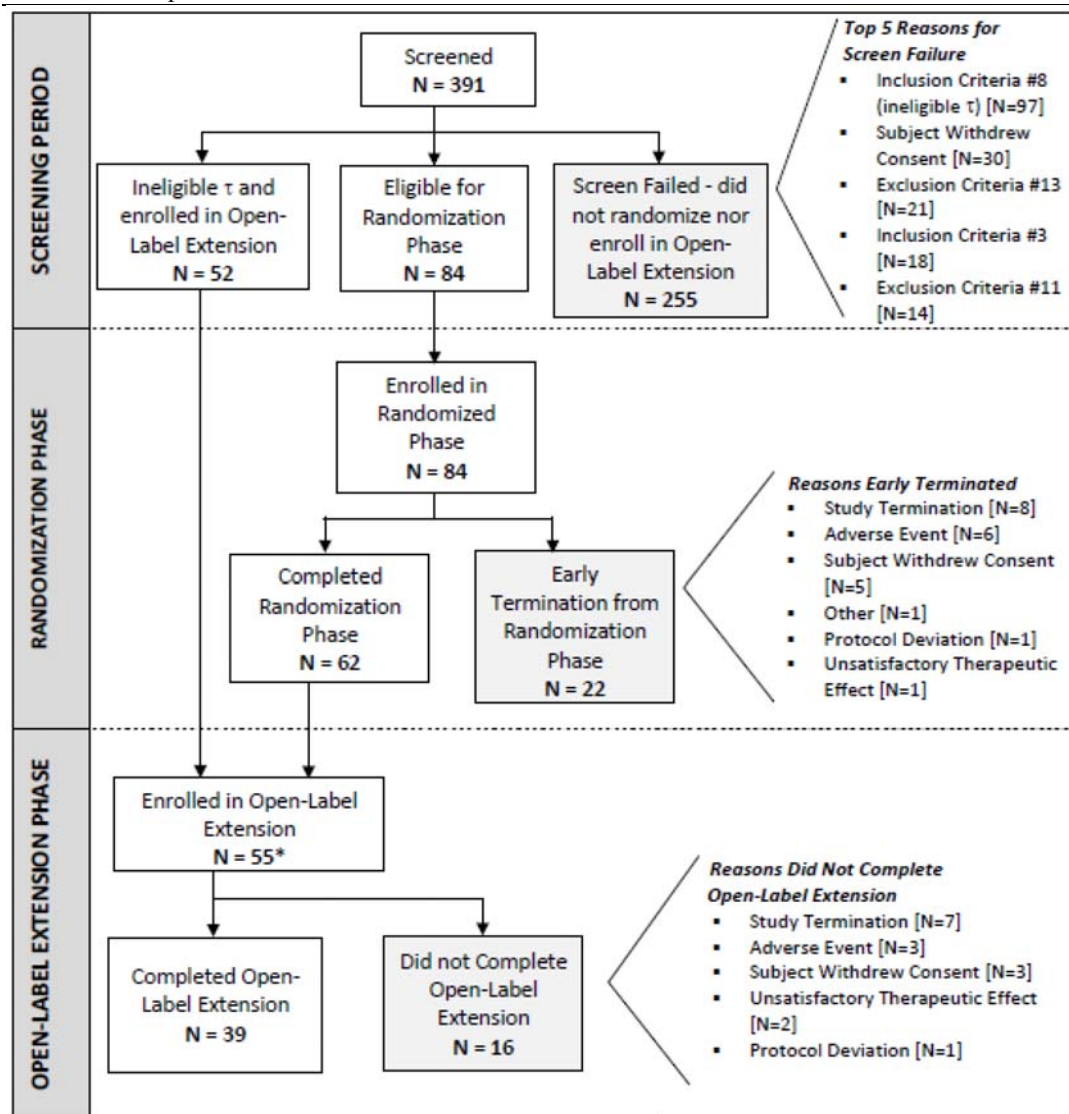 SCREENING PERIOD
Screened
N = 391
Ineligible τ and
enrolled in Open-
Label Extension
N = 52
Eligible for
Randomization
Phase
N = 84
Screen Failed - did
not randomize nor
enroll in Open-
Label Extension
N = 255
Top 5 Reasons for
Screen Failure
▪ Inclusion Criteria #8
(ineligible τ) [N=97]
▪ Subject Withdrew
Consent [N=30]
▪ Exclusion Criteria #13
[N=21]
▪ Inclusion Criteria #3
[N=18]
▪ Exclusion Criteria #11
[N=14]
RANDOMIZATION PHASE
Enrolled in
Randomized
Phase
N = 84
Completed
Randomization
Phase
N = 62
Early
Termination from
Randomization
Phase
N = 22
Reasons Early Terminated
▪ Study Termination [N=8]
▪ Adverse Event [N=6]
▪ Subject Withdrew Consent
[N=5]
▪ Other [N=1]
▪ Protocol Deviation [N=1]
▪ Unsatisfactory Therapeutic
Effect [N=1]
OPEN-LABEL EXTENSION PHASE
Enrolled in Open-Label
Extension
N = 55*
Completed Open-
Label Extension
N = 39
Did not Complete
Open-Label
Extension
N = 16
Reasons Did Not Complete
Open-Label Extension
▪ Study Termination [N=7]
▪ Adverse Event [N=3]
▪ Subject Withdrew Consent [N=3]
▪ Unsatisfactory Therapeutic Effect
[N=2]
▪ Protocol Deviation [N=1]